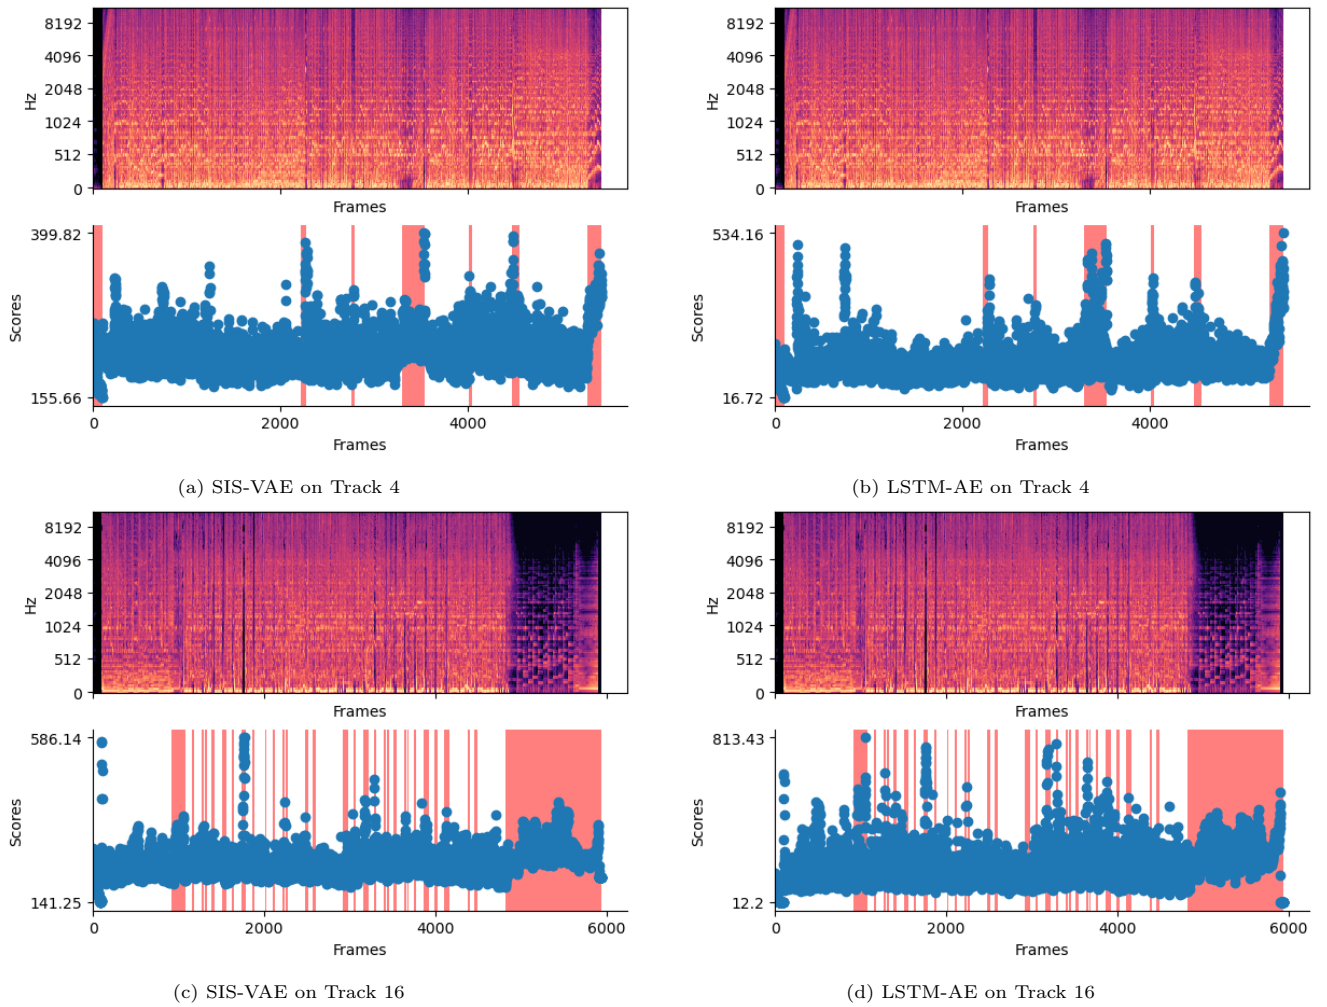 8192
4096
2048
1024
512
0
Hz
Frames
399.82
155.66
Scores
0 2000 4000
Frames
(a) SIS-VAE on Track 4
8192
4096
2048
1024
512
0
Hz
Frames
534.16
16.72
Scores
0 2000 4000
Frames
(b) LSTM-AE on Track 4
8192
4096
2048
1024
512
0
Hz
Frames
586.14
141.25
Scores
0 2000 4000 6000
Frames
(c) SIS-VAE on Track 16
8192
4096
2048
1024
512
0
Hz
Frames
813.43
12.2
Scores
0 2000 4000 6000
Frames
(d) LSTM-AE on Track 16